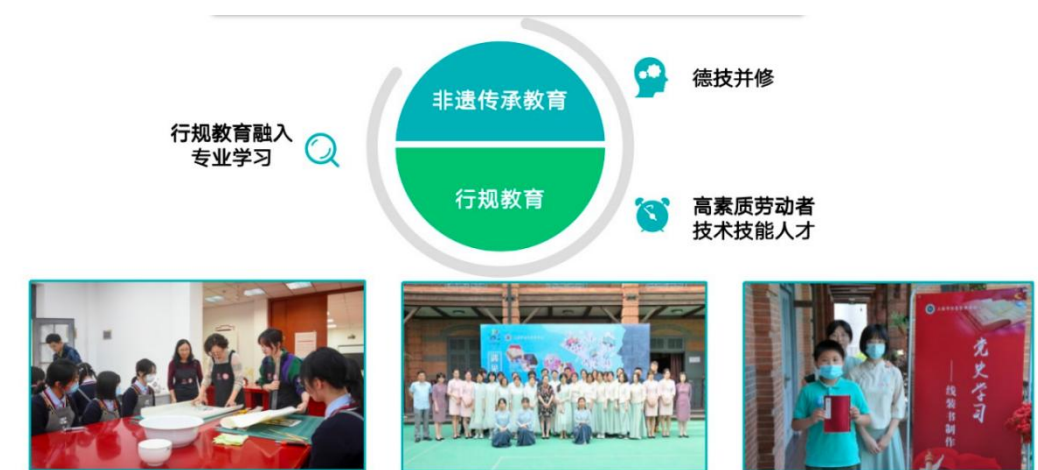 非遗传承教育
行规教育
行规教育融入
专业学习
德技并修
高素质劳动者
技术技能人才
党史学习
——线装书制作